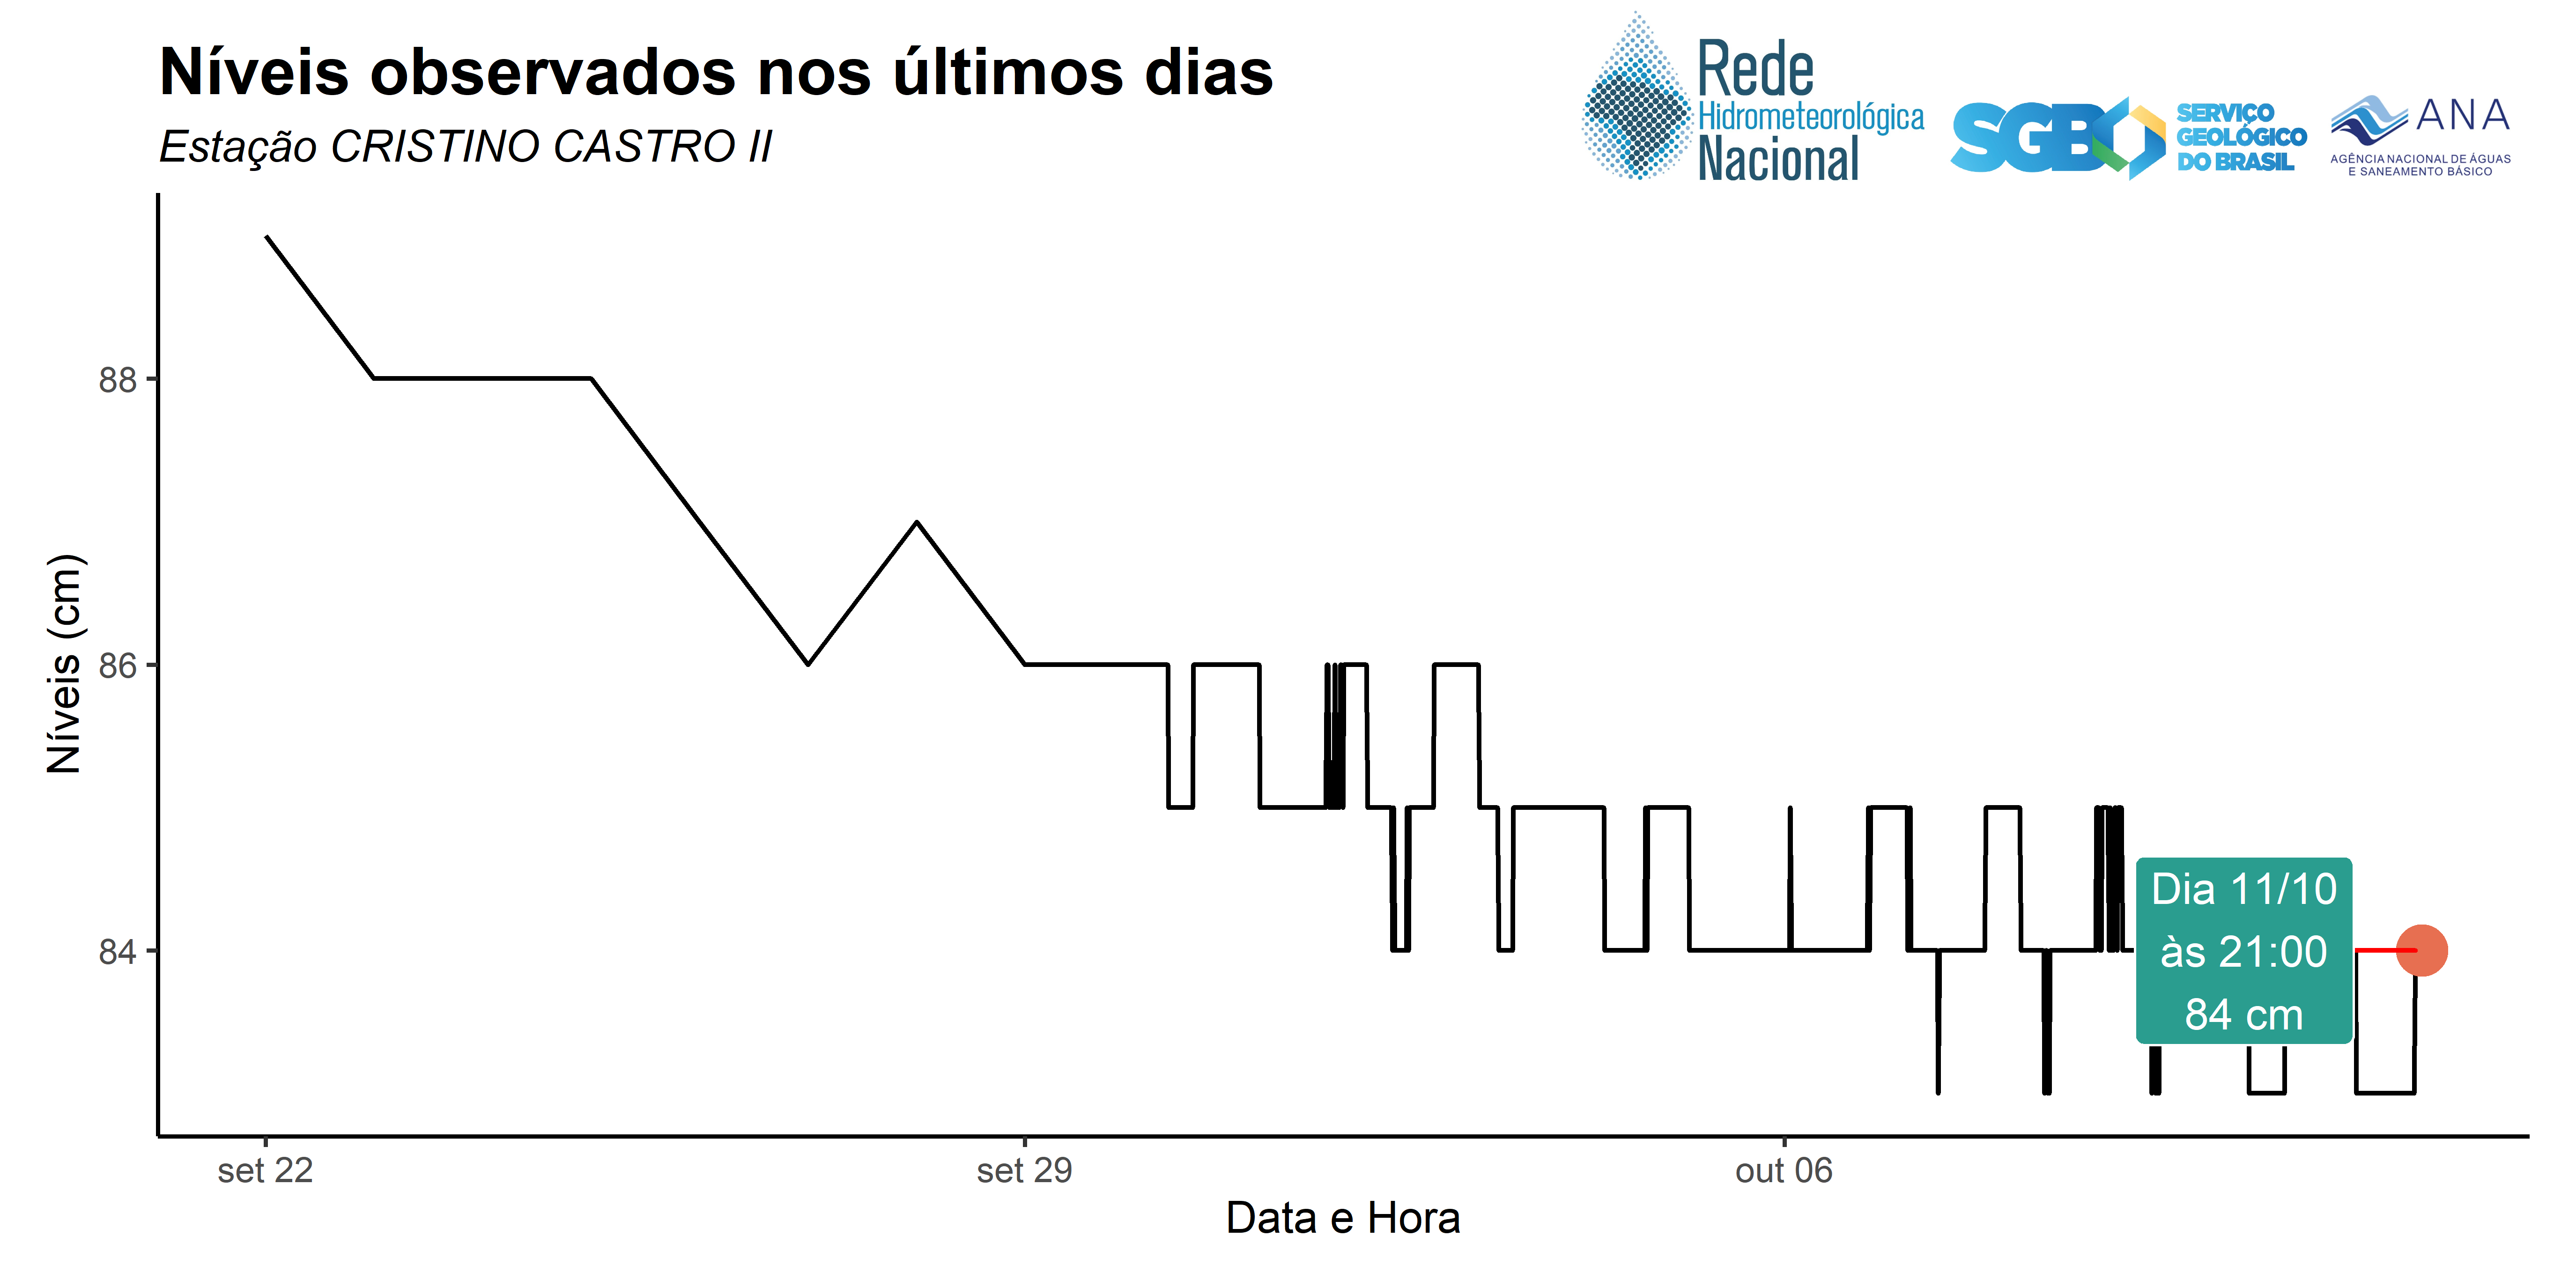 Níveis observados nos últimos dias
Estação CRISTINO CASTRO II
Rede
Hidrometeorológica
Nacional
SGB
SERVIÇO
GEOLÓGICO
DO BRASIL
ANA
AGÊNCIA NACIONAL DE ÁGUAS
E SANEAMENTO BÁSICO
Níveis (cm)
88
86
84
Dia 11/10
às 21:00
84 cm
set 22
set 29
out 06
Data e Hora